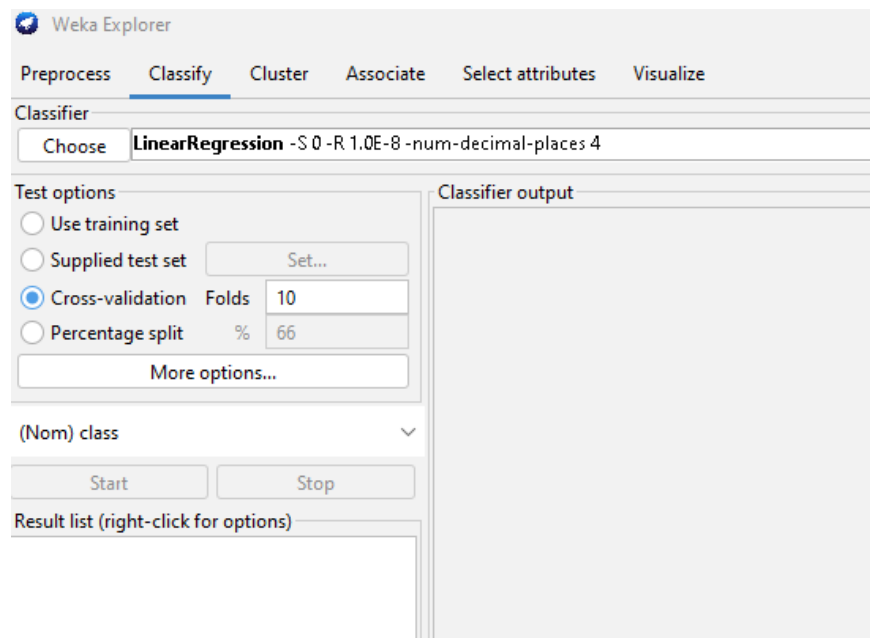 Weka Explorer
Preprocess Classify Cluster Associate Select attributes Visualize
Classifier
Choose LinearRegression -S 0 -R 1.0E-8 -num-decimal-places 4
Test options
Use training set
Supplied test set Set...
Cross-validation Folds 10
Percentage split % 66
More options...
(Nom) class
Start Stop
Result list (right-click for options)
Classifier output